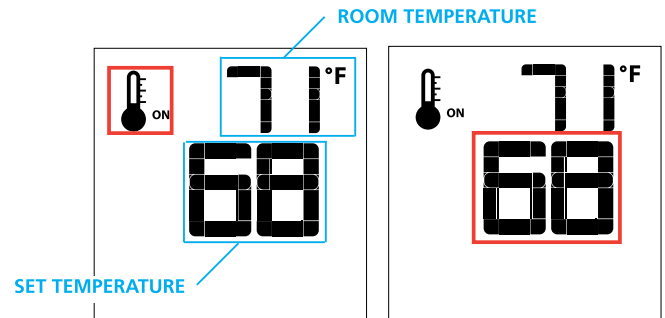 ROOM TEMPERATURE
71 °F
ON
68
SET TEMPERATURE
71 °F
ON
68